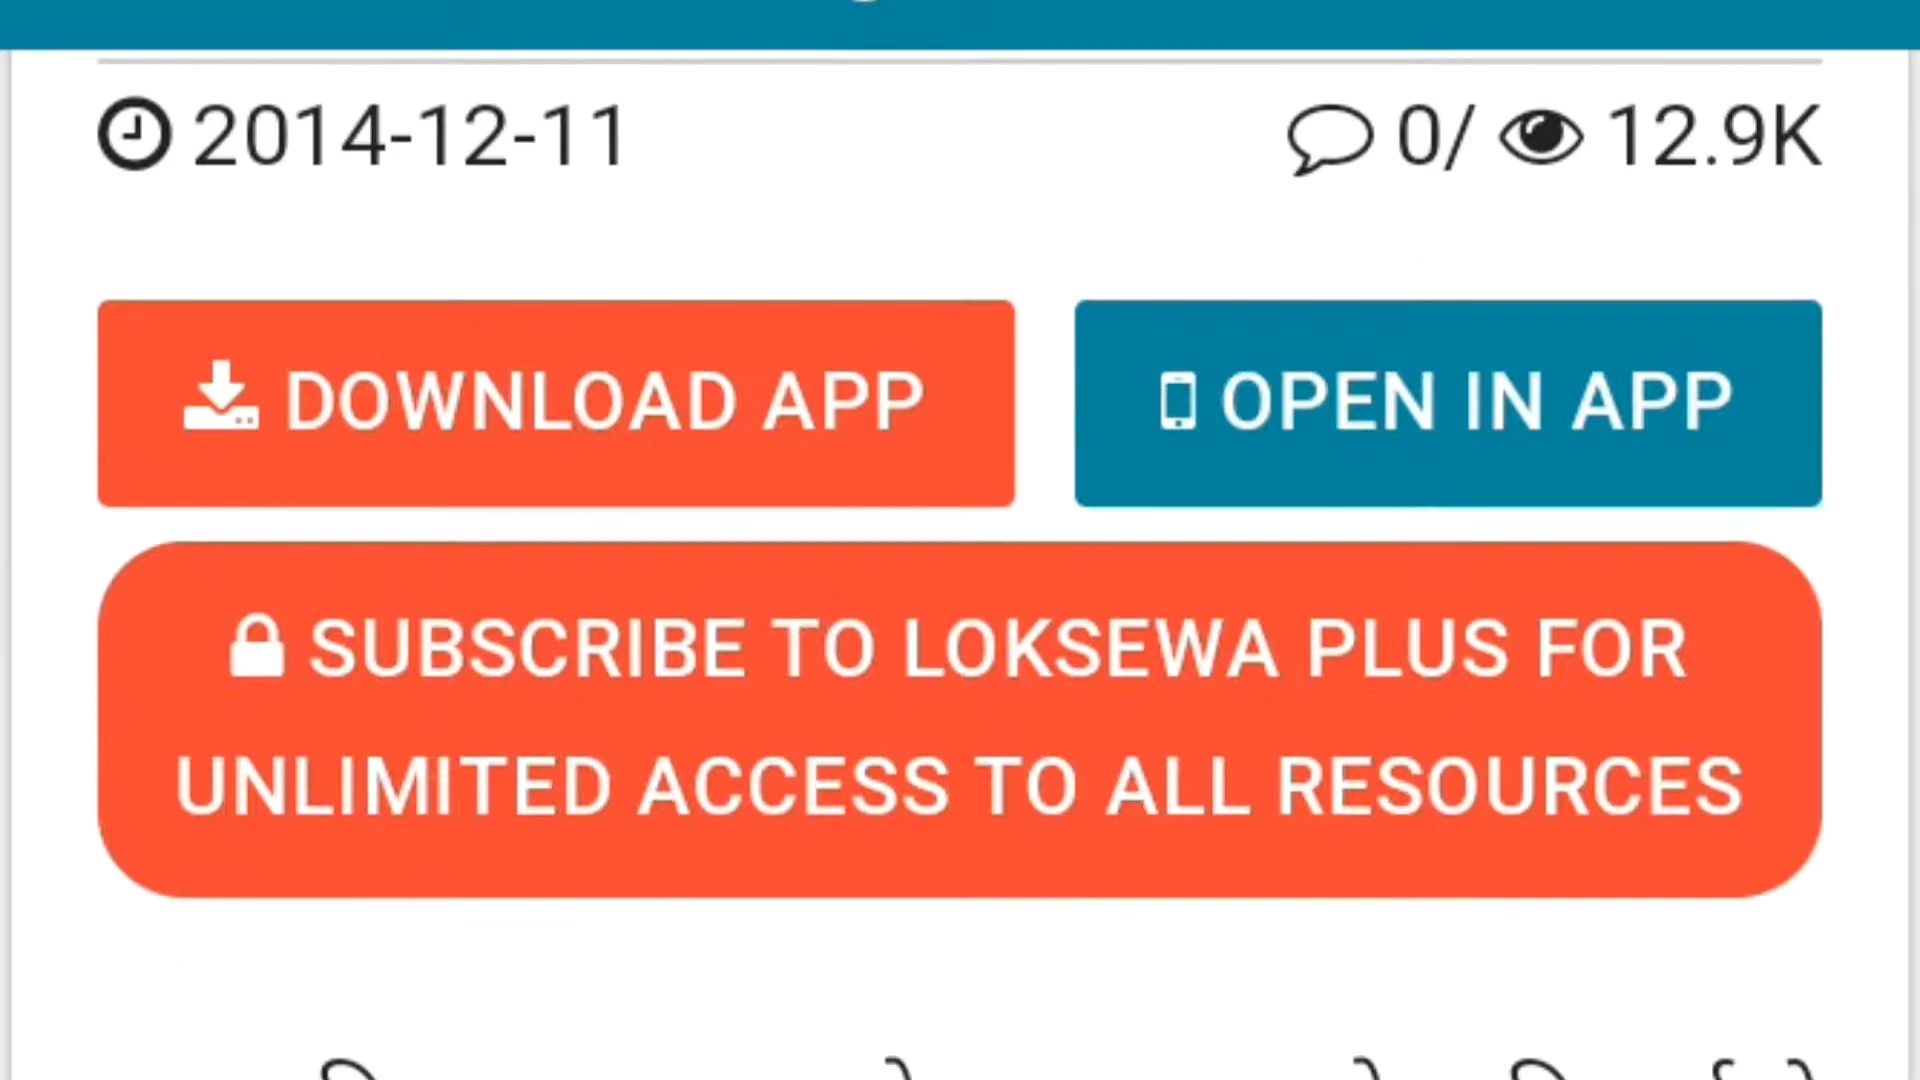 2014-12-11
0/ 12.9K
DOWNLOAD APP
OPEN IN APP
SUBSCRIBE TO LOKSEWA PLUS FOR
UNLIMITED ACCESS TO ALL RESOURCES